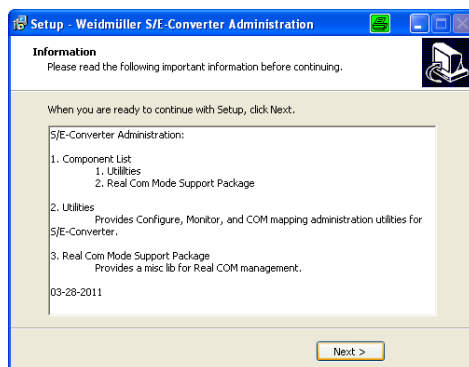 Setup - Weidmüller S/E-Converter Administration
Information
Please read the following important information before continuing.
When you are ready to continue with Setup, click Next.
S/E-Converter Administration:
1. Component List
1. Utililties
2. Real Com Mode Support Package
2. Utilities
Provides Configure, Monitor, and COM mapping administration utilities for
S/E-Converter.
3. Real Com Mode Support Package
Provides a misc lib for Real COM management.
03-28-2011
Next >